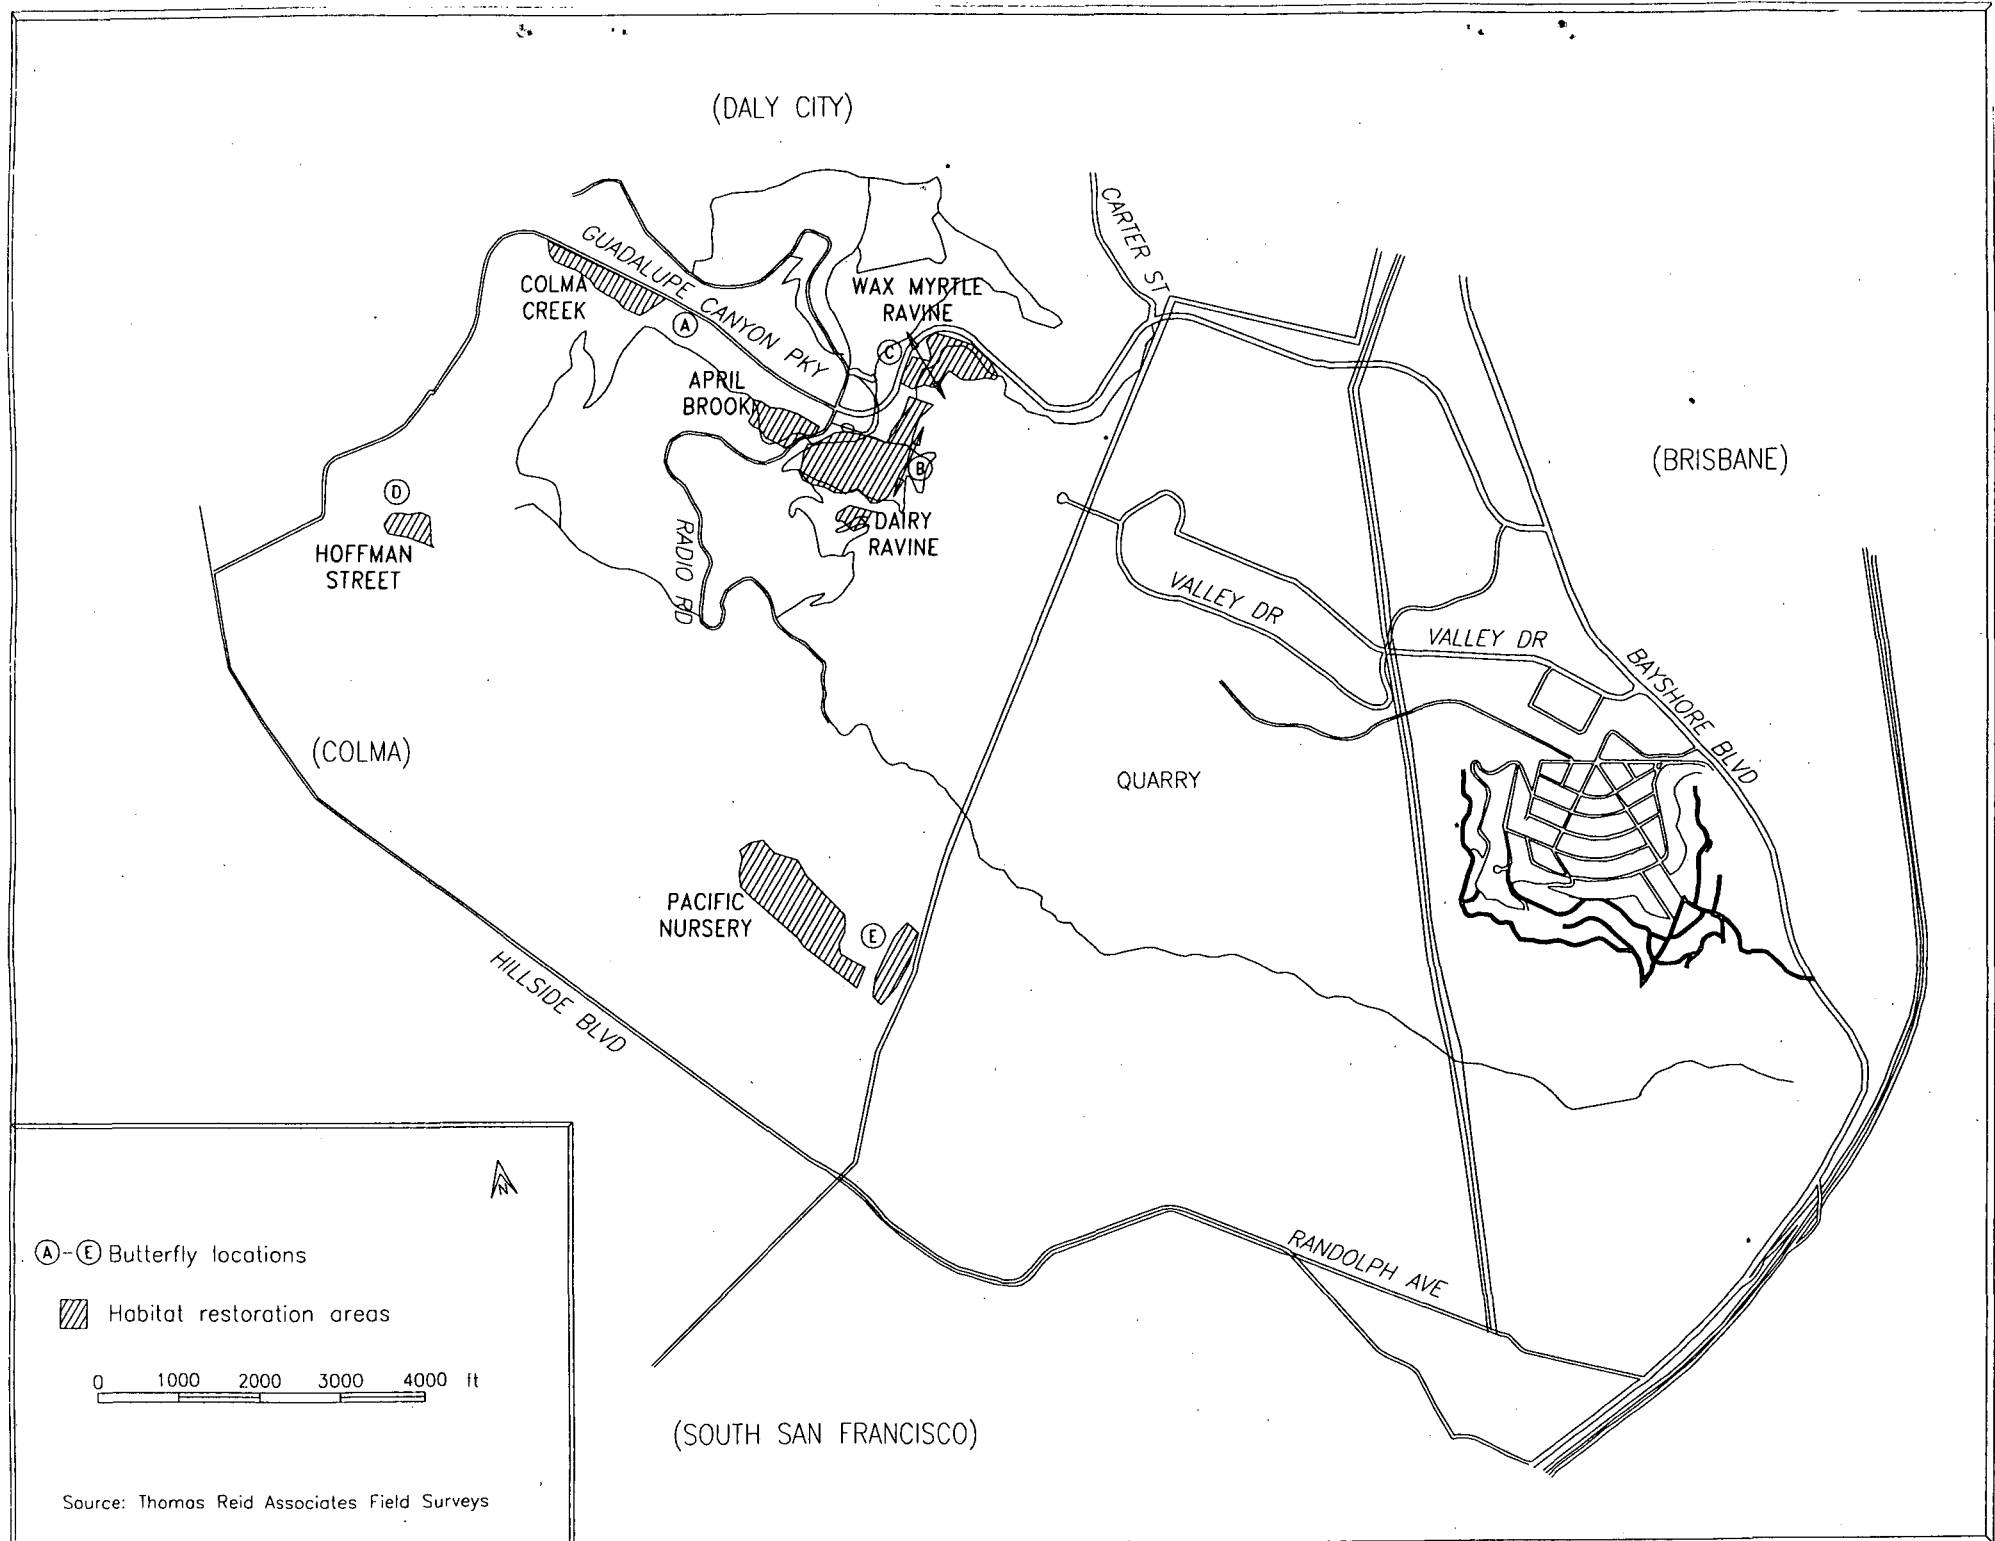 (DALY CITY)
CARTER ST
GUADALUPE CANYON PKY
COLMA
CREEK
WAX MYRTLE
RAVINE
A
C
APRIL
BROOK
(BRISBANE)
B
D
DAIRY
RAVINE
HOFFMAN
STREET
RADIO RD
VALLEY DR
VALLEY DR
BAYSHORE BLVD
(COLMA)
QUARRY
PACIFIC
NURSERY
E
HILLSIDE BLVD
N
RANDOLPH AVE
A-E Butterfly locations
Habitat restoration areas
0 1000 2000 3000 4000 ft
(SOUTH SAN FRANCISCO)
Source: Thomas Reid Associates Field Surveys